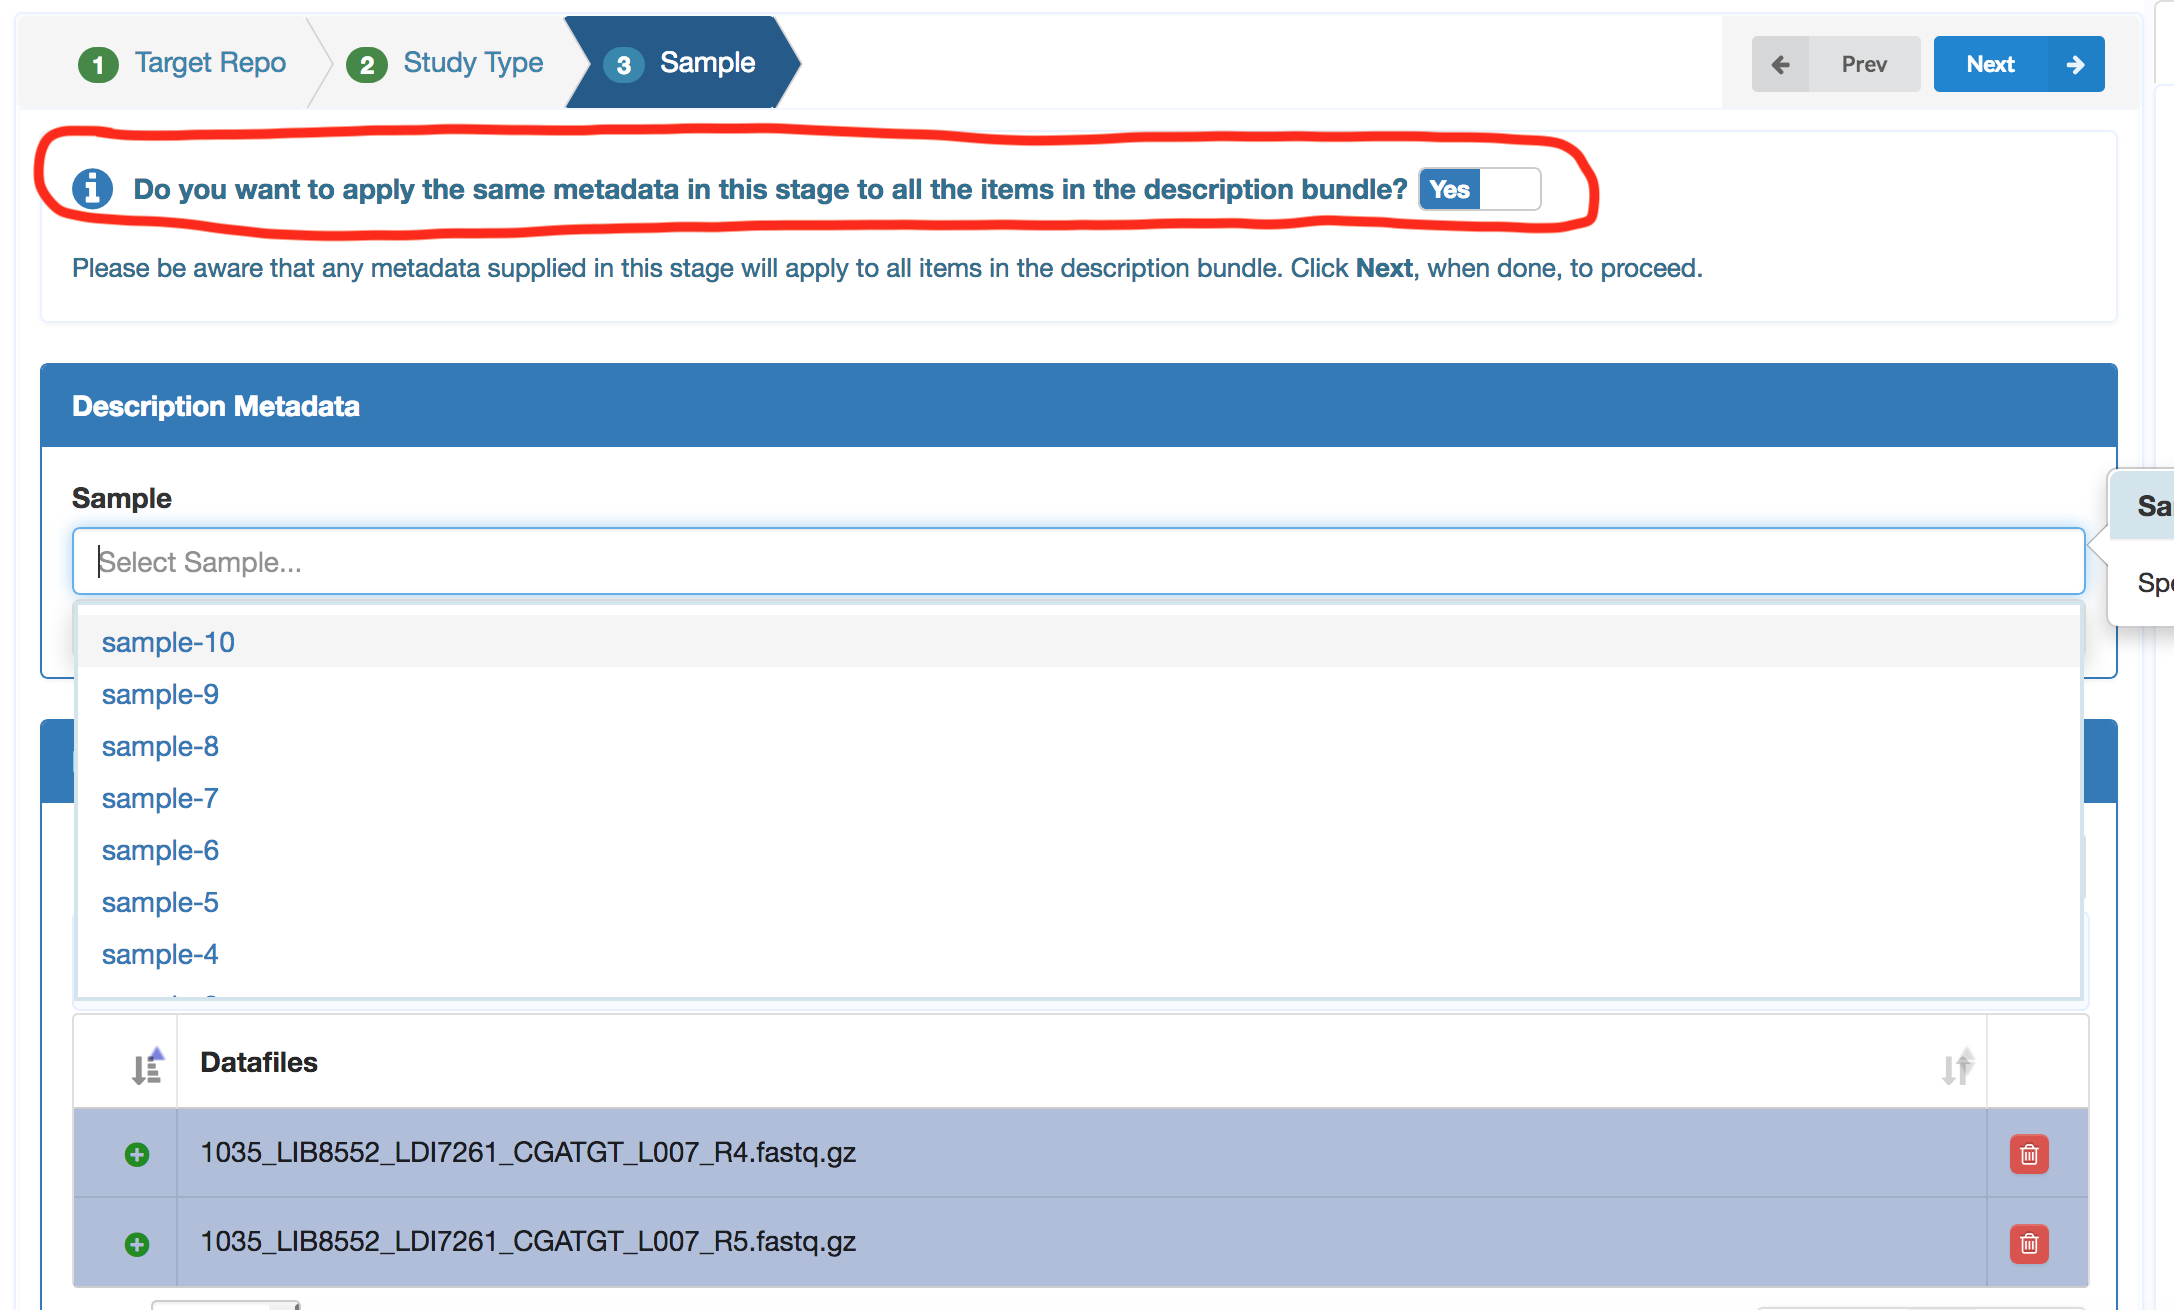 1 Target Repo 2 Study Type 3 Sample Prev Next
Do you want to apply the same metadata in this stage to all the items in the description bundle? Yes
Please be aware that any metadata supplied in this stage will apply to all items in the description bundle. Click Next, when done, to proceed.
Description Metadata
Sample
Select Sample...
sample-10
sample-9
sample-8
sample-7
sample-6
sample-5
sample-4
Datafiles
1035_LIB8552_LDI7261_CGATGT_L007_R4.fastq.gz
1035_LIB8552_LDI7261_CGATGT_L007_R5.fastq.gz